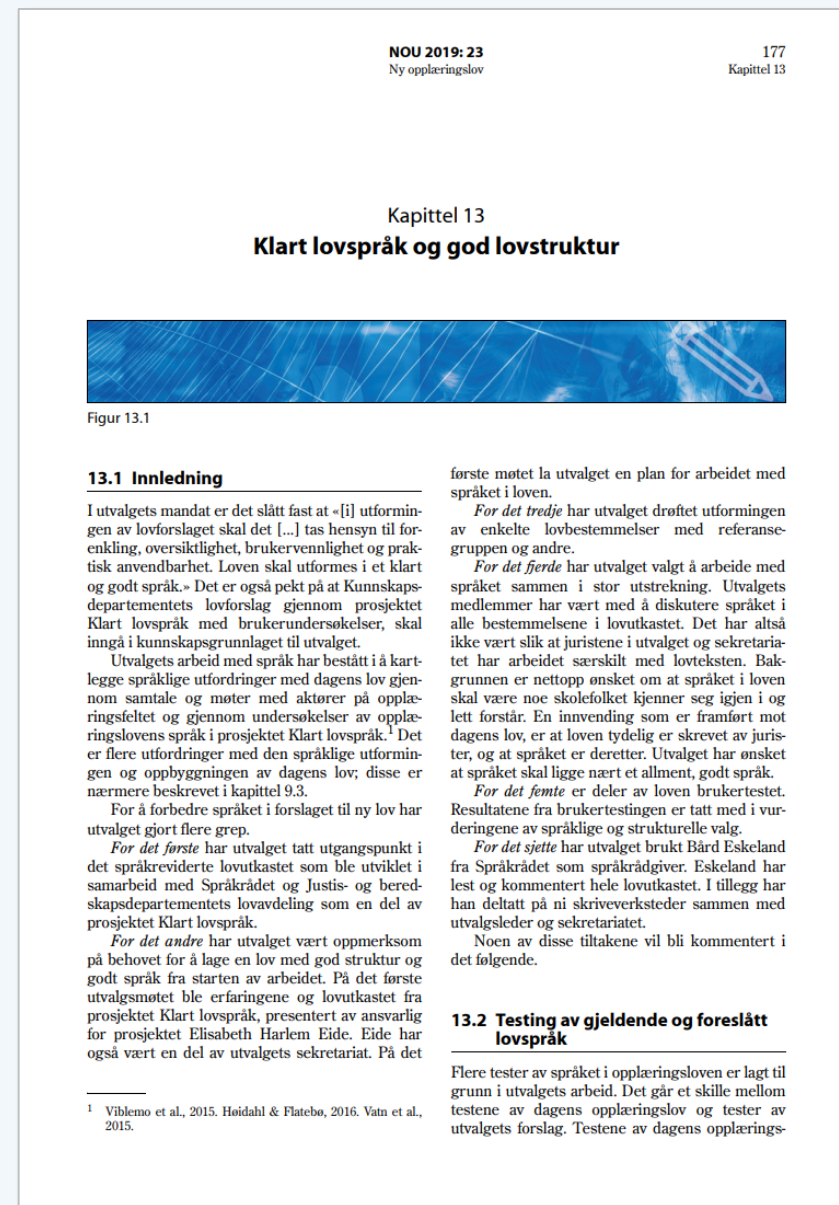 NOU 2019: 23
177
Ny opplæringslov
Kapittel 13
Kapittel 13
Klart lovspråk og god lovstruktur
Figur 13.1
13.1 Innledning
I utvalgets mandat er det slått fast at «[i] utformin-
gen av lovforslaget skal det [...] tas hensyn til for-
enkling, oversiktlighet, brukervennlighet og prak-
tisk anvendbarhet. Loven skal utformes i et klart
og godt språk.» Det er også pekt på at Kunnskaps-
departementets lovforslag gjennom prosjektet
Klart lovspråk med brukerundersøkelser, skal
inngå i kunnskapsgrunnlaget til utvalget.
Utvalgets arbeid med språk har bestått i å kart-
legge språklige utfordringer med dagens lov gjen-
nom samtale og møter med aktører på opplæ-
ringsfeltet og gjennom undersøkelser av opplæ-
ringslovens språk i prosjektet Klart lovspråk.1 Det
er flere utfordringer med den språklige utformin-
gen og oppbyggningen av dagens lov; disse er
nærmere beskrevet i kapittel 9.3.
For å forbedre språket i forslaget til ny lov har
utvalget gjort flere grep.
For det første har utvalget tatt utgangspunkt i
det språkreviderte lovutkastet som ble utviklet i
samarbeid med Språkrådet og Justis- og bered-
skapsdepartementets lovavdeling som en del av
prosjektet Klart lovspråk.
For det andre har utvalget vært oppmerksom
på behovet for å lage en lov med god struktur og
godt språk fra starten av arbeidet. På det første
utvalgsmøtet ble erfaringene og lovutkastet fra
prosjektet Klart lovspråk, presentert av ansvarlig
for prosjektet Elisabeth Harlem Eide. Eide har
også vært en del av utvalgets sekretariat. På det
1 Viblemo et al., 2015. Høidahl & Flatebø, 2016. Vatn et al.,
2015.
første møtet la utvalget en plan for arbeidet med
språket i loven.
For det tredje har utvalget drøftet utformingen
av enkelte lovbestemmelser med referanse-
gruppen og andre.
For det fjerde har utvalget valgt å arbeide med
språket sammen i stor utstrekning. Utvalgets
medlemmer har vært med å diskutere språket i
alle bestemmelsene i lovutkastet. Det har altså
ikke vært slik at juristene i utvalget og sekretaria-
tet har arbeidet særskilt med lovteksten. Bak-
grunnen er nettopp ønsket om at språket i loven
skal være noe skolefolket kjenner seg igjen i og
lett forstår. En innvending som er framført mot
dagens lov, er at loven tydelig er skrevet av juris-
ter, og at språket er deretter. Utvalget har ønsket
at språket skal ligge nært et allment, godt språk.
For det femte er deler av loven brukertestet.
Resultatene fra brukertestingen er tatt med i vur-
deringene av språklige og strukturelle valg.
For det sjette har utvalget brukt Bård Eskeland
fra Språkrådet som språkrådgiver. Eskeland har
lest og kommentert hele lovutkastet. I tillegg har
han deltatt på ni skriveverksteder sammen med
utvalgsleder og sekretariatet.
Noen av disse tiltakene vil bli kommentert i
det følgende.
13.2 Testing av gjeldende og foreslått
lovspråk
Flere tester av språket i opplæringsloven er lagt til
grunn i utvalgets arbeid. Det går et skille mellom
testene av dagens opplæringslov og tester av
utvalgets forslag. Testene av dagens opplærings-